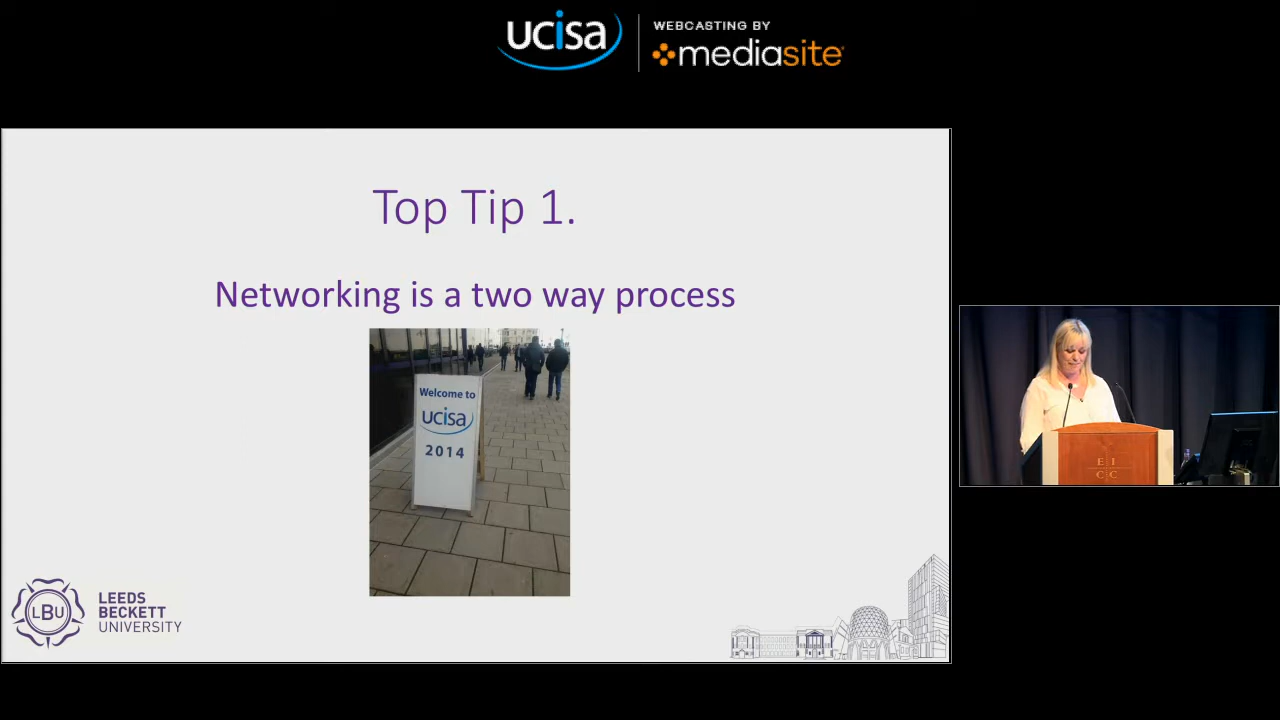 ucisa
WEBCASTING BY
mediasite
Top Tip 1.
Networking is a two way process
Welcome to
ucisa
2014
LBU
LEEDS
BECKETT
UNIVERSITY
E I
C C